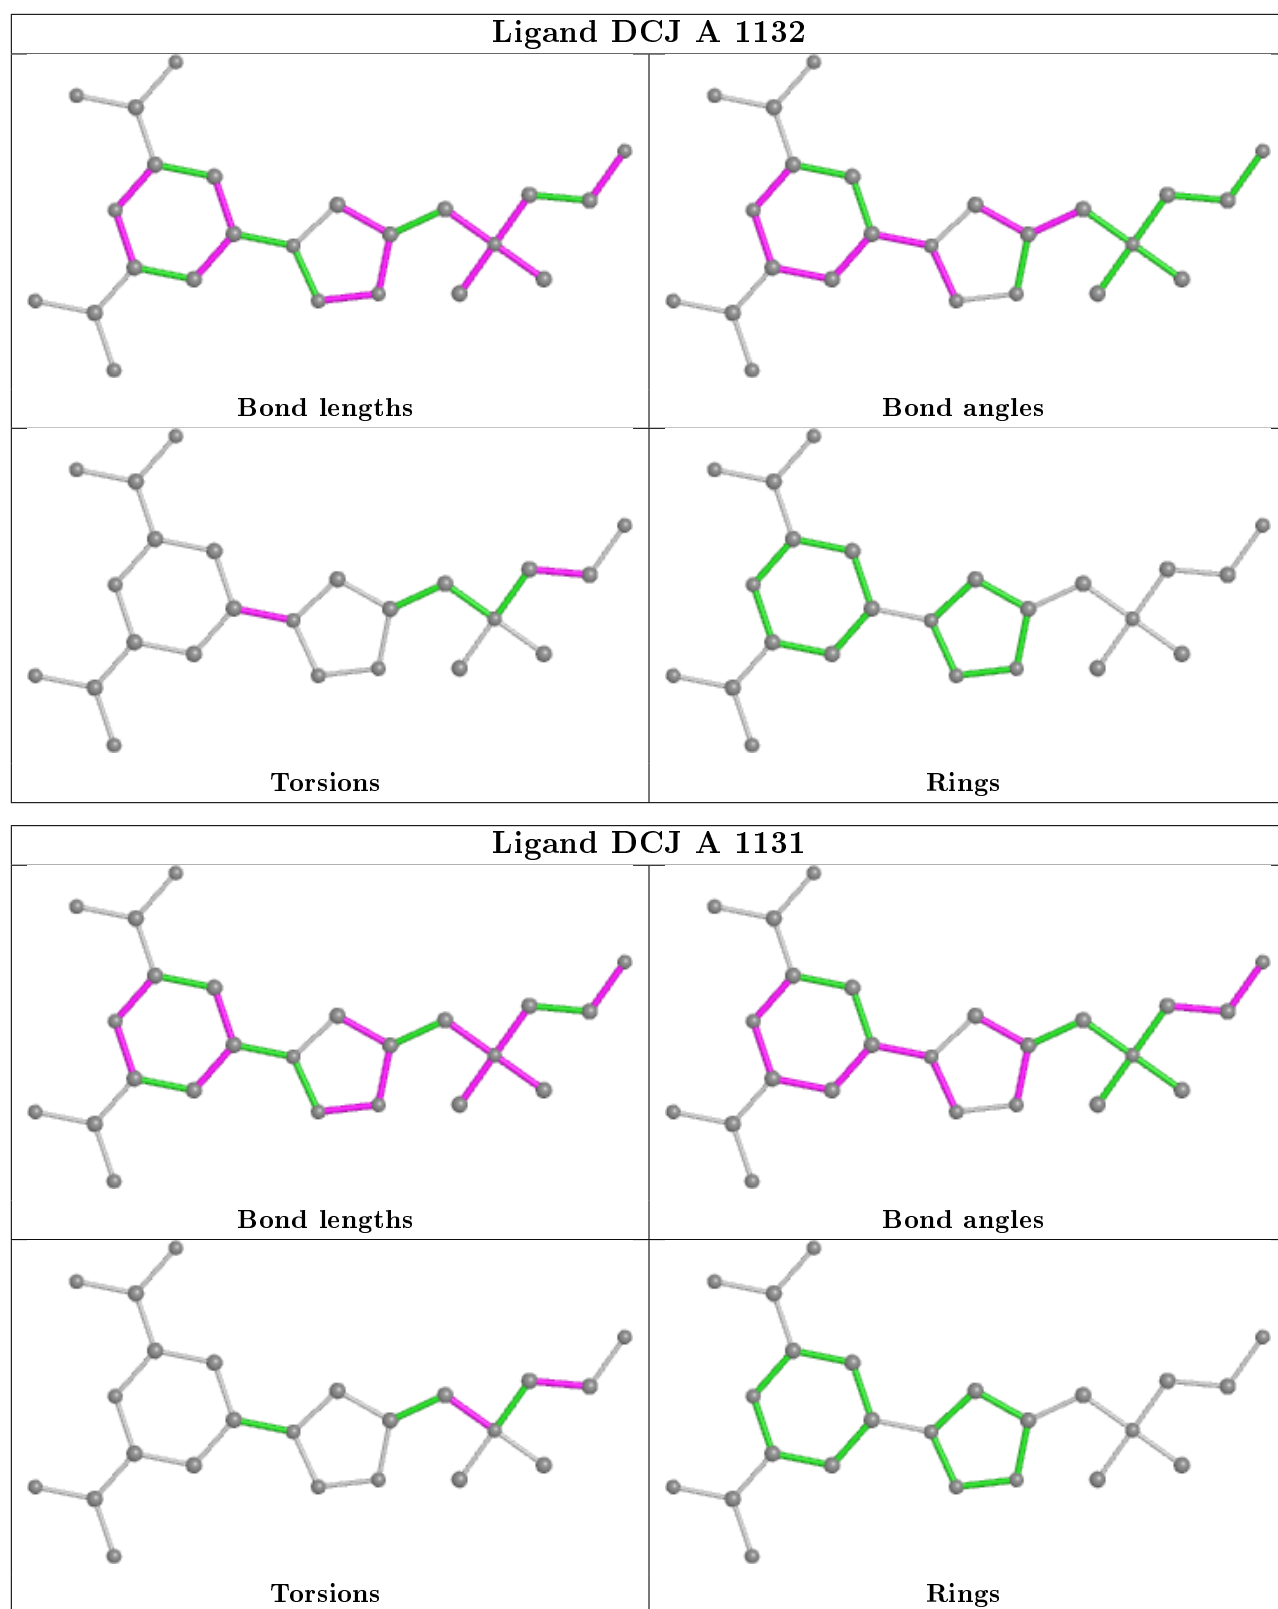 Ligand DCJ A 1132
Bond lengths
Bond angles
Torsions
Rings
Ligand DCJ A 1131
Bond lengths
Bond angles
Torsions
Rings